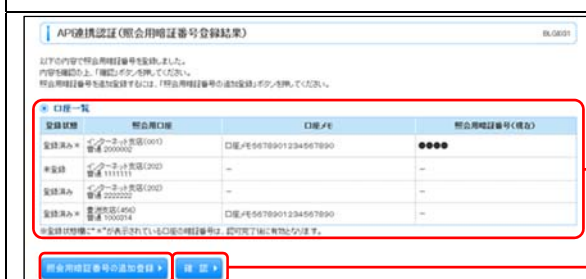 API連携認証(照会用暗証番号登録結果)
BLGI031
以下の内容で照会用暗証番号を登録しました。
内容を確認の上、「確認」ボタンを押してください。
照会用暗証番号を追加登録するには、「照会用暗証番号の追加登録」ボタンを押してください。
口座一覧
登録状態 照会用口座 口座メモ 照会用暗証番号(現在)
登録済み* インターネット支店(001) 普通 2000002 口座メモ5678901234567890 ●●●●
未登録 インターネット支店(202) 普通 1111111 - -
登録済み インターネット支店(202) 普通 2222222 - -
登録済み* 豊洲支店(456) 普通 1000014 口座メモ5678901234567890 -
※登録状態欄に"*"が表示されている口座の暗証番号は、認可完了後に有効となります。
照会用暗証番号の追加登録
確認